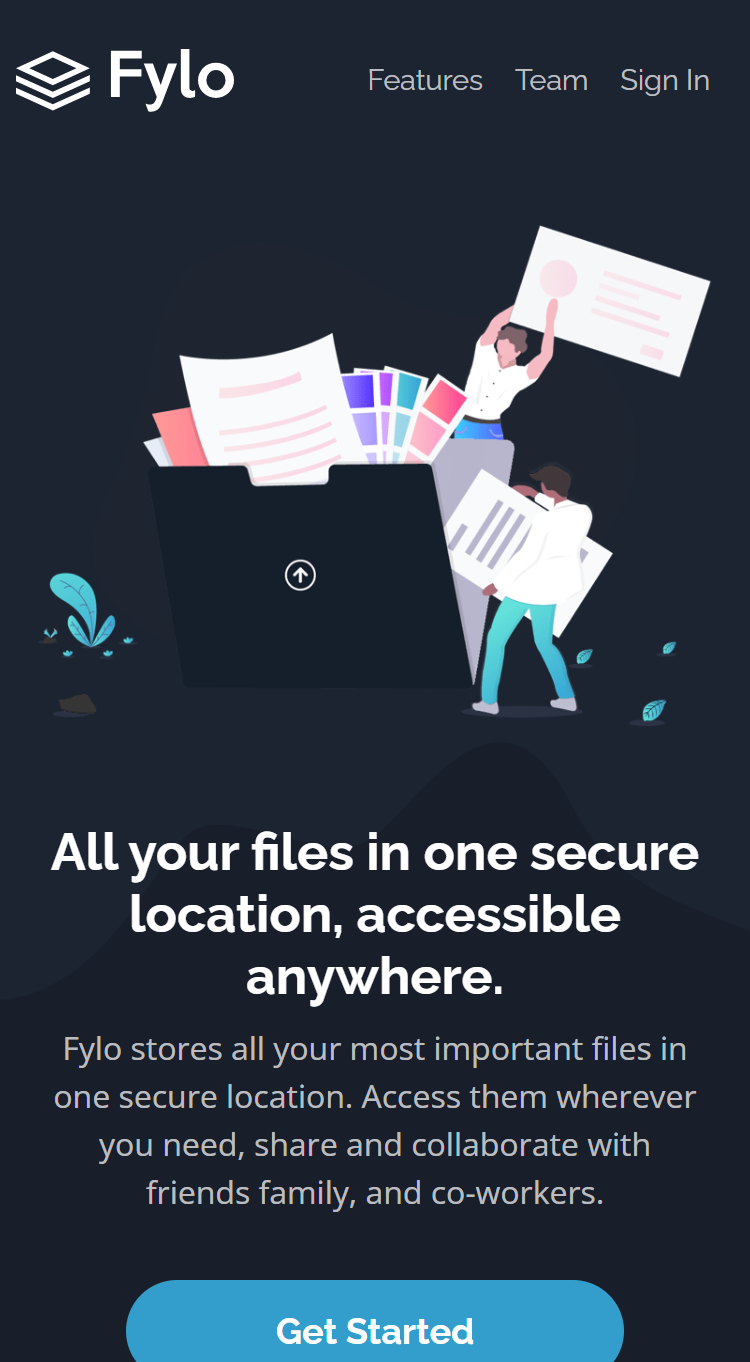 Fylo
Features Team Sign In
All your files in one secure
location, accessible
anywhere.
Fylo stores all your most important files in
one secure location. Access them wherever
you need, share and collaborate with
friends family, and co-workers.
Get Started